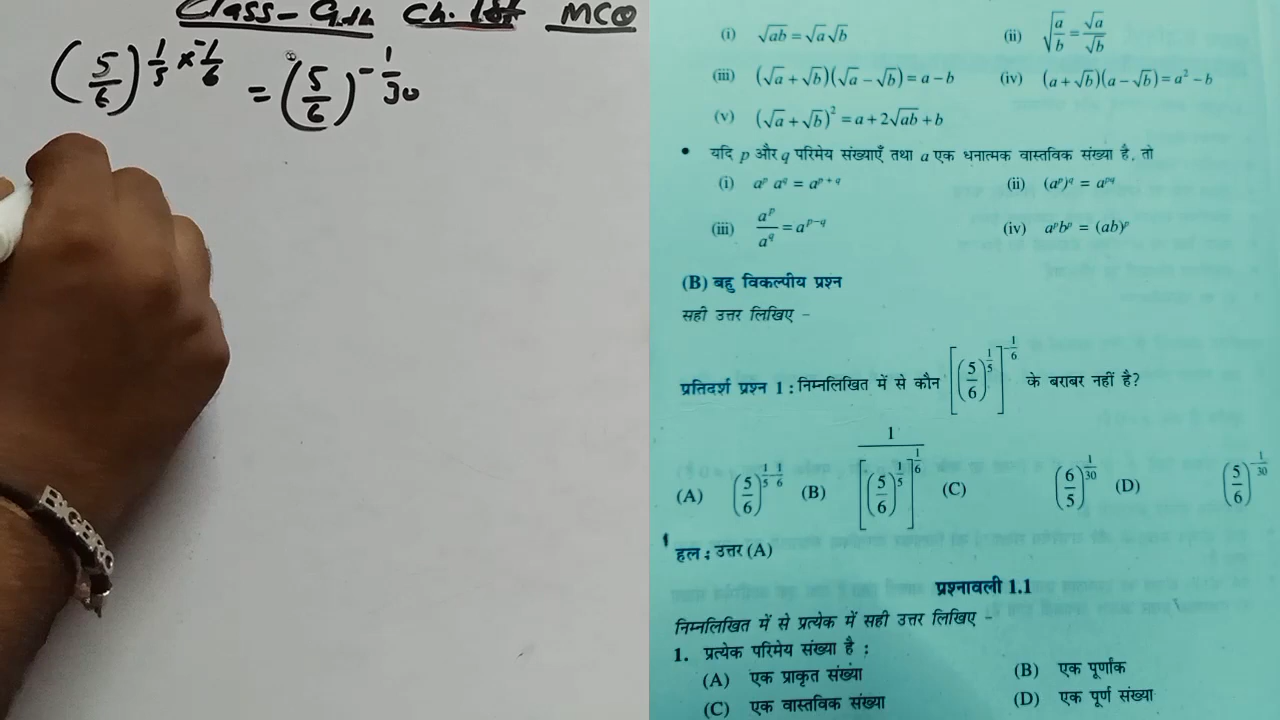 Class-9th Ch. 1st MCQ
(5/6)^1/5 × -1/6 = (5/6)^-1/30
BIGBRO
(i) √ab = √a√b (ii) √a/b = √a/√b
(iii) (√a + √b)(√a − √b) = a − b (iv) (a + √b)(a − √b) = a² − b
(v) (√a + √b)² = a + 2√ab + b
• यदि p और q परिमेय संख्याएँ तथा a एक धनात्मक वास्तविक संख्या है, तो
(i) aᵖ a^q = a^(p + q) (ii) (aᵖ)^q = a^(pq)
(iii) aᵖ/a^q = a^(p−q) (iv) aᵖbᵖ = (ab)ᵖ
(B) बहु विकल्पीय प्रश्न
सही उत्तर लिखिए –
प्रतिदर्श प्रश्न 1 : निम्नलिखित में से कौन [(5/6)^1/5]^-1/6 के बराबर नहीं है?
(A) (5/6)^(1/5-1/6) (B) 1/[(5/6)^1/5]^1/6 (C) (6/5)^1/30 (D) (5/6)^-1/30
हल : उत्तर (A)
प्रश्नावली 1.1
निम्नलिखित में से प्रत्येक में सही उत्तर लिखिए –
1. प्रत्येक परिमेय संख्या है :
(A) एक प्राकृत संख्या (B) एक पूर्णांक
(C) एक वास्तविक संख्या (D) एक पूर्ण संख्या